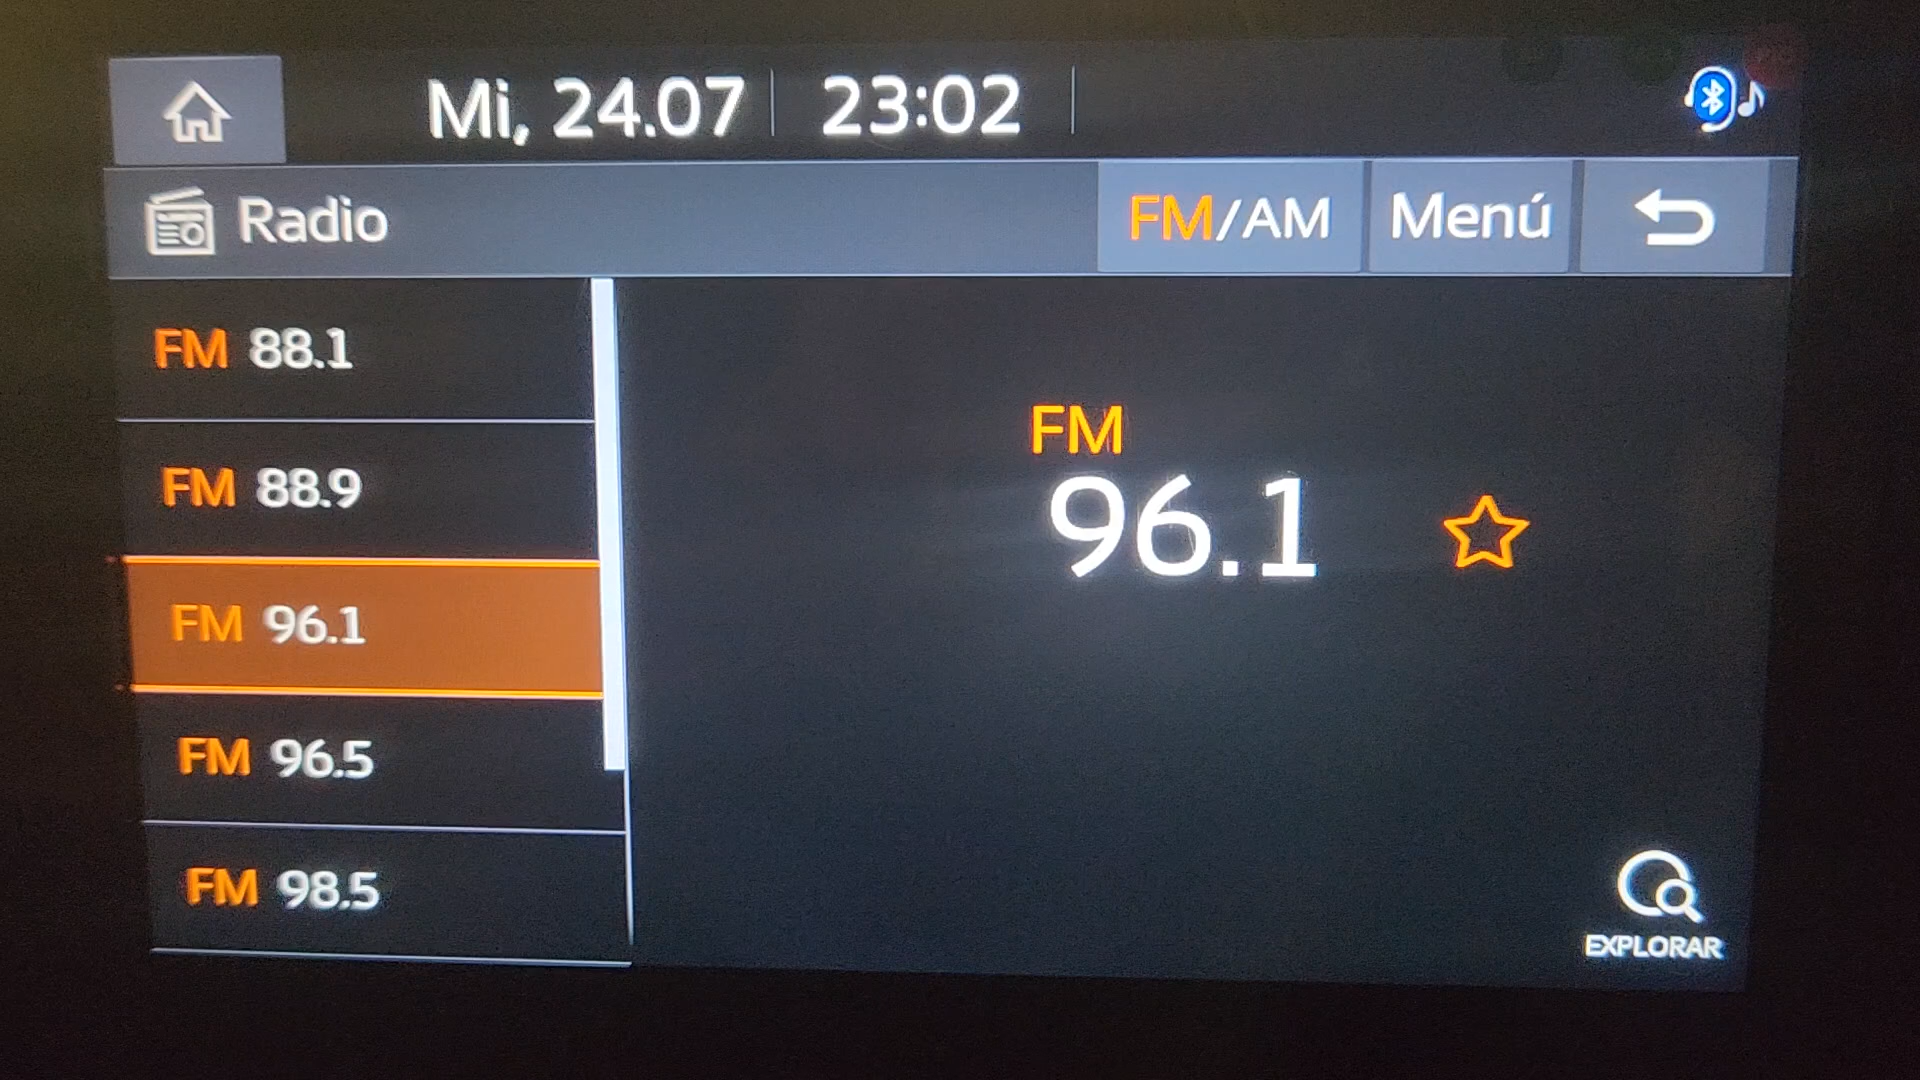 Mi, 24.07 23:02
Radio FM/AM Menú
FM 88.1
FM 88.9
FM 96.1
FM 96.5
FM 98.5
FM
96.1
EXPLORAR